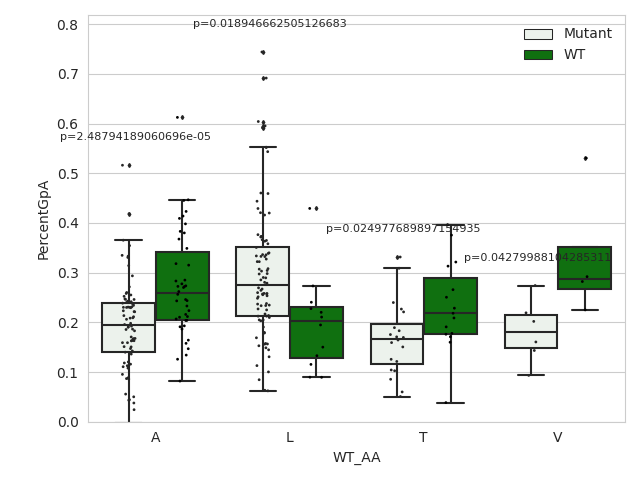 p=0.018946662505126683
Mutant
WT
p=2.48794189060696e-05
p=0.024977689897154935
p=0.04279988104285311
PercentGpA
0.8
0.7
0.6
0.5
0.4
0.3
0.2
0.1
0.0
A
L
T
V
WT_AA